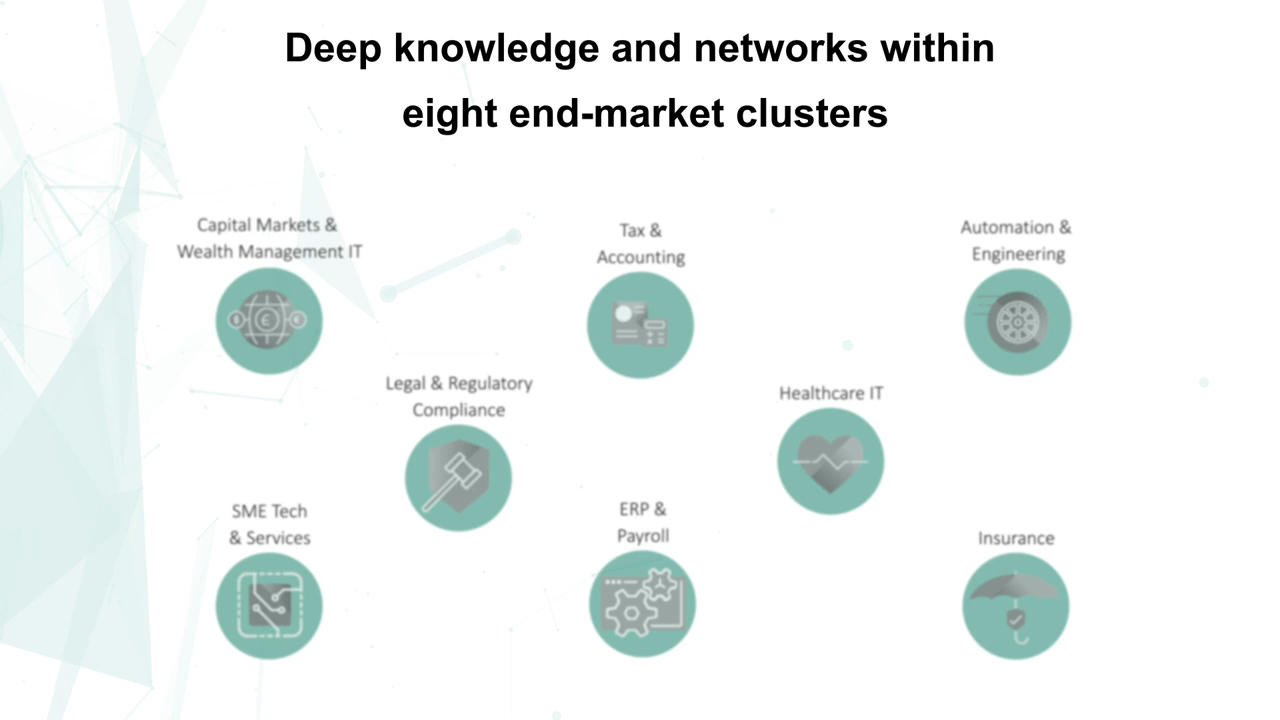 Deep knowledge and networks within
eight end-market clusters
Capital Markets &
Wealth Management IT
Tax &
Accounting
Automation &
Engineering
Legal & Regulatory
Compliance
Healthcare IT
SME Tech
& Services
ERP &
Payroll
Insurance